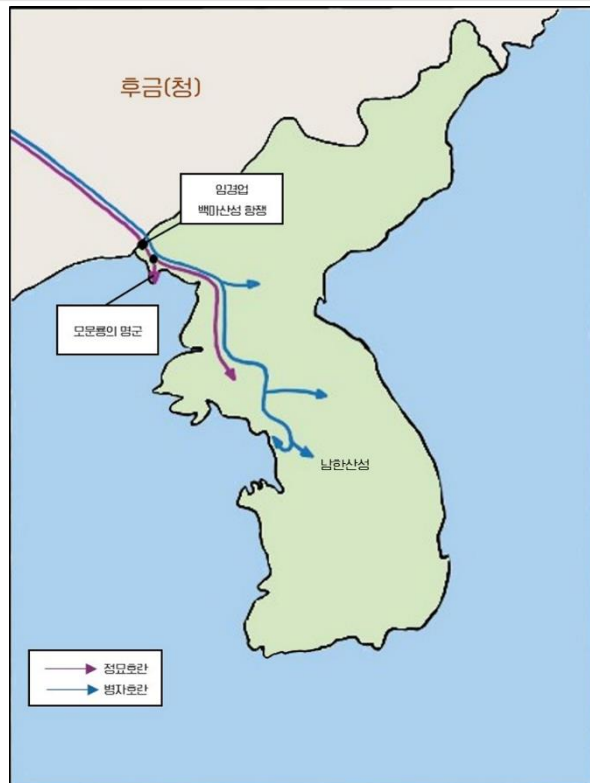 후금(청)
임경업
백마산성 항쟁
모문룡의 명군
남한산성
정묘호란
병자호란